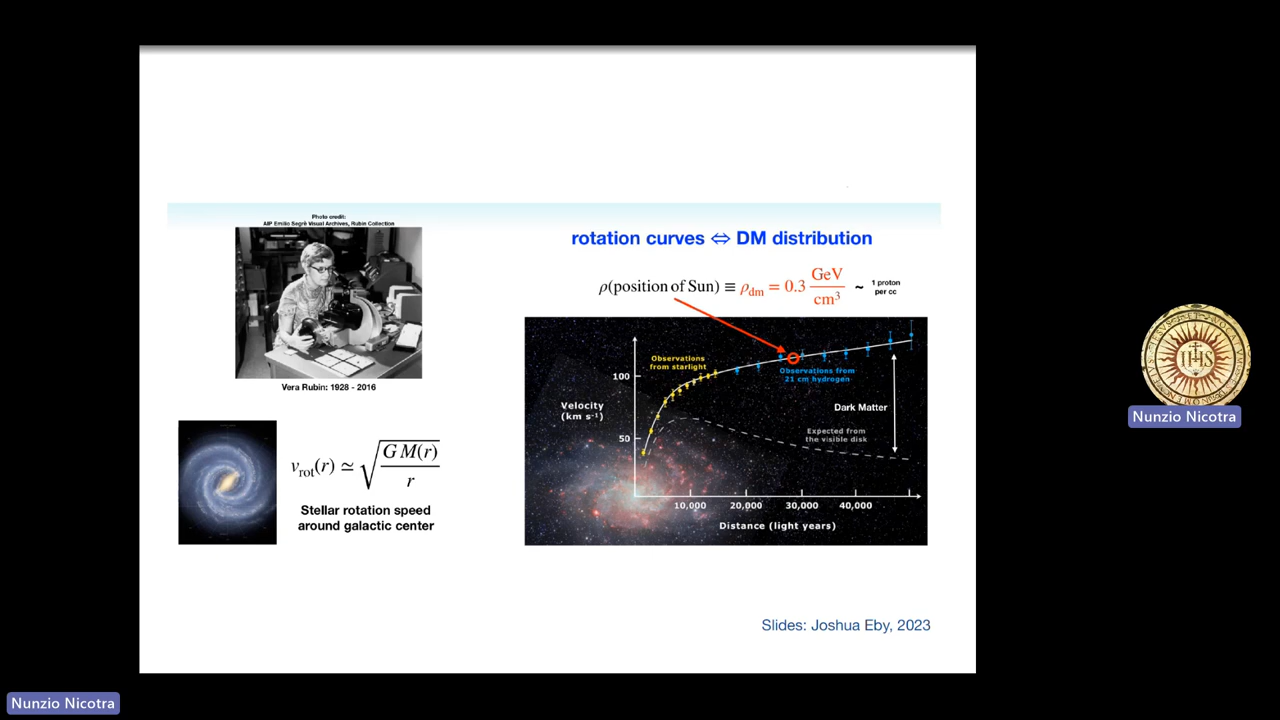 Photo credit:
AIP Emilio Segrè Visual Archives, Rubin Collection
Vera Rubin: 1928 - 2016
v_rot(r) ≃ √(G M(r) / r)
Stellar rotation speed
around galactic center
rotation curves ⇔ DM distribution
ρ(position of Sun) ≡ ρ_dm = 0.3 GeV/cm³ ~ 1 proton
per cc
Observations
from starlight
Observations from
21 cm hydrogen
100
Velocity
(km s⁻¹)
Dark Matter
Expected from
the visible disk
50
10,000 20,000 30,000 40,000
Distance (light years)
Slides: Joshua Eby, 2023
IHS
Nunzio Nicotra
Nunzio Nicotra